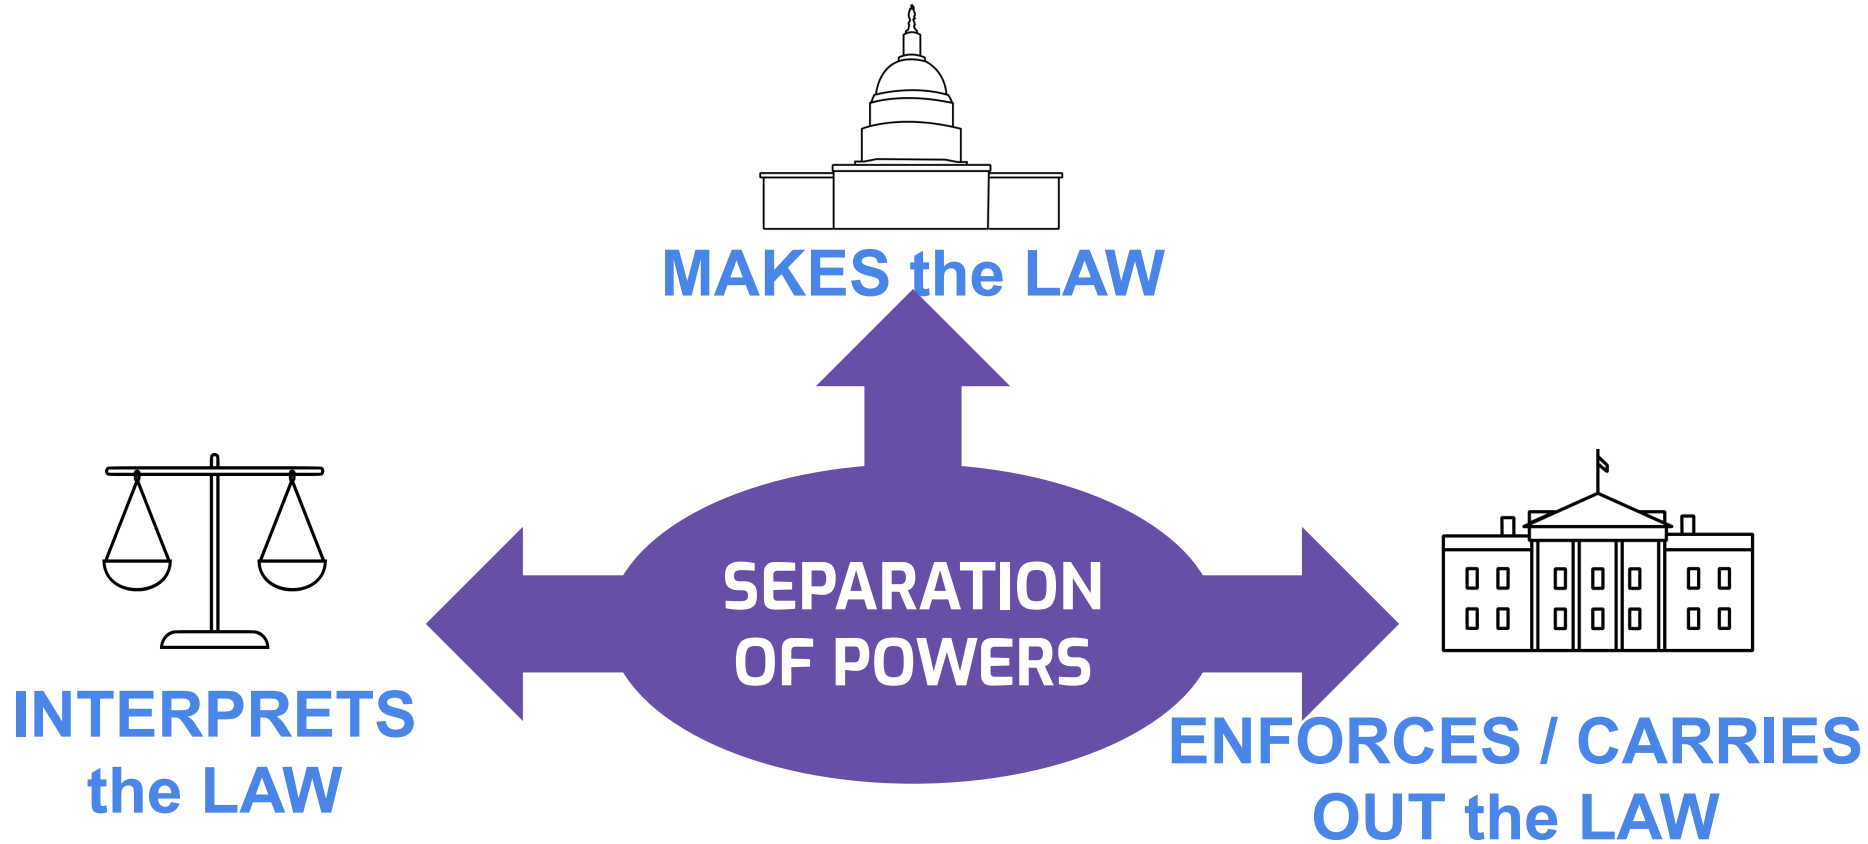 MAKES the LAW
SEPARATION
OF POWERS
INTERPRETS
the LAW
ENFORCES / CARRIES
OUT the LAW